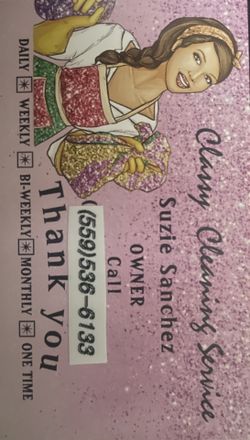 Classy Cleaning Service
Suzie Sanchez
OWNER
Call
(559)536-6133
Thank you
DAILY WEEKLY BI-WEEKLY MONTHLY ONE TIME